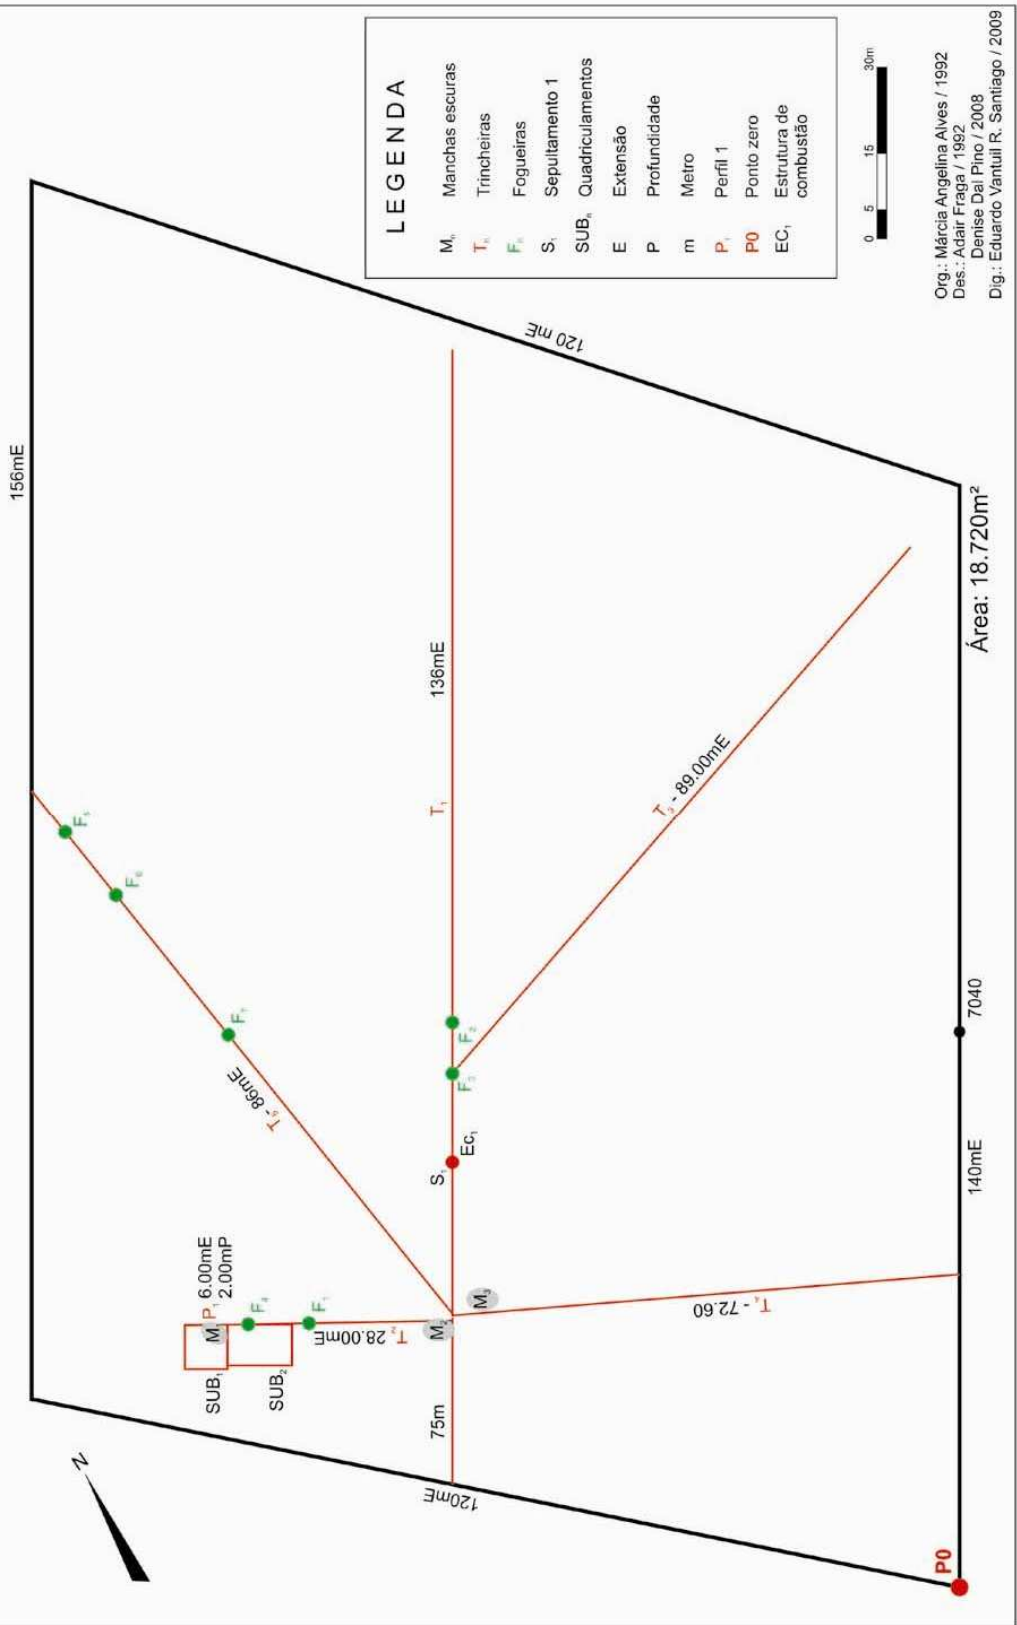 156mE
120 mE
136mE
T₁
F₅
F₆
F₇
T₆ - 86mE
T₃ - 89.00mE
F₂
F₃
S₁
Ec₁
P₁ 6.00mE
2.00mP
M₁
F₄
F₁
SUB₁
SUB₂
T₂
28.00mE
M₂
M₃
T₄ - 72.60
75m
120mE
N
P0
140mE
7040
Área: 18.720m²
LEGENDA
Mₙ Manchas escuras
Tₙ Trincheiras
Fₙ Fogueiras
S₁ Sepultamento 1
SUBₙ Quadriculamentos
E Extensão
P Profundidade
m Metro
P₁ Perfil 1
P0 Ponto zero
EC₁ Estrutura de
combustão
0 5 15 30m
Org.: Márcia Angelina Alves / 1992
Des.: Adair Fraga / 1992
Denise Dal Pino / 2008
Dig.: Eduardo Vantuil R. Santiago / 2009